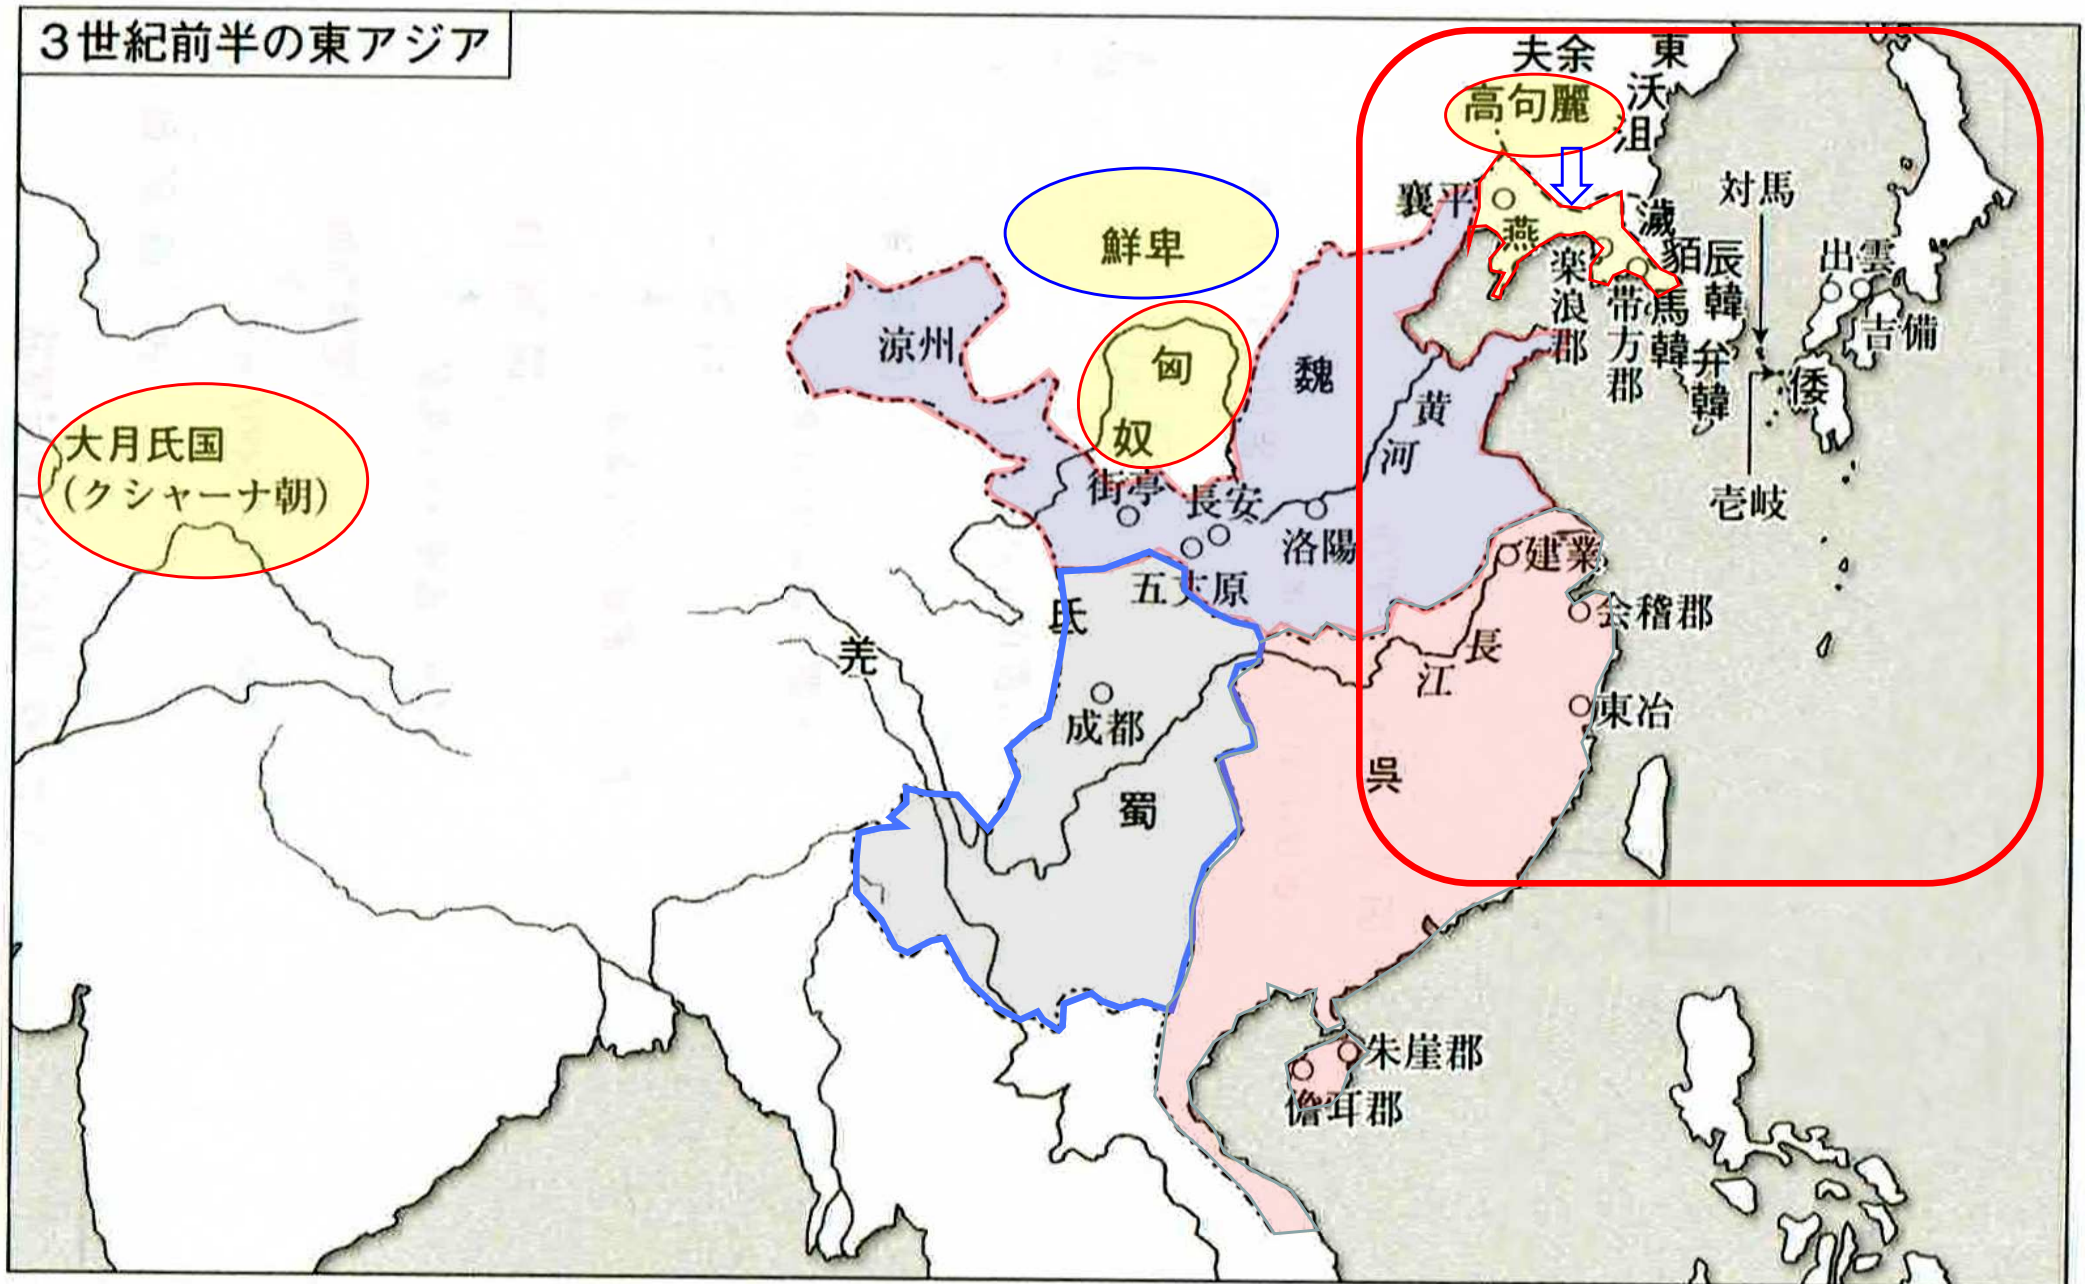 3世紀前半の東アジア
夫余
東沃沮
高句麗
襄平
燕
濊貊
鮮卑
対馬
辰韓
出雲
楽浪郡
帯方郡
馬韓
弁韓
吉備
倭
涼州
匈奴
魏
黄河
大月氏国
(クシャーナ朝)
街亭
長安
洛陽
壱岐
五丈原
建業
氐
会稽郡
羌
長江
成都
東冶
呉
蜀
朱崖郡
儋耳郡